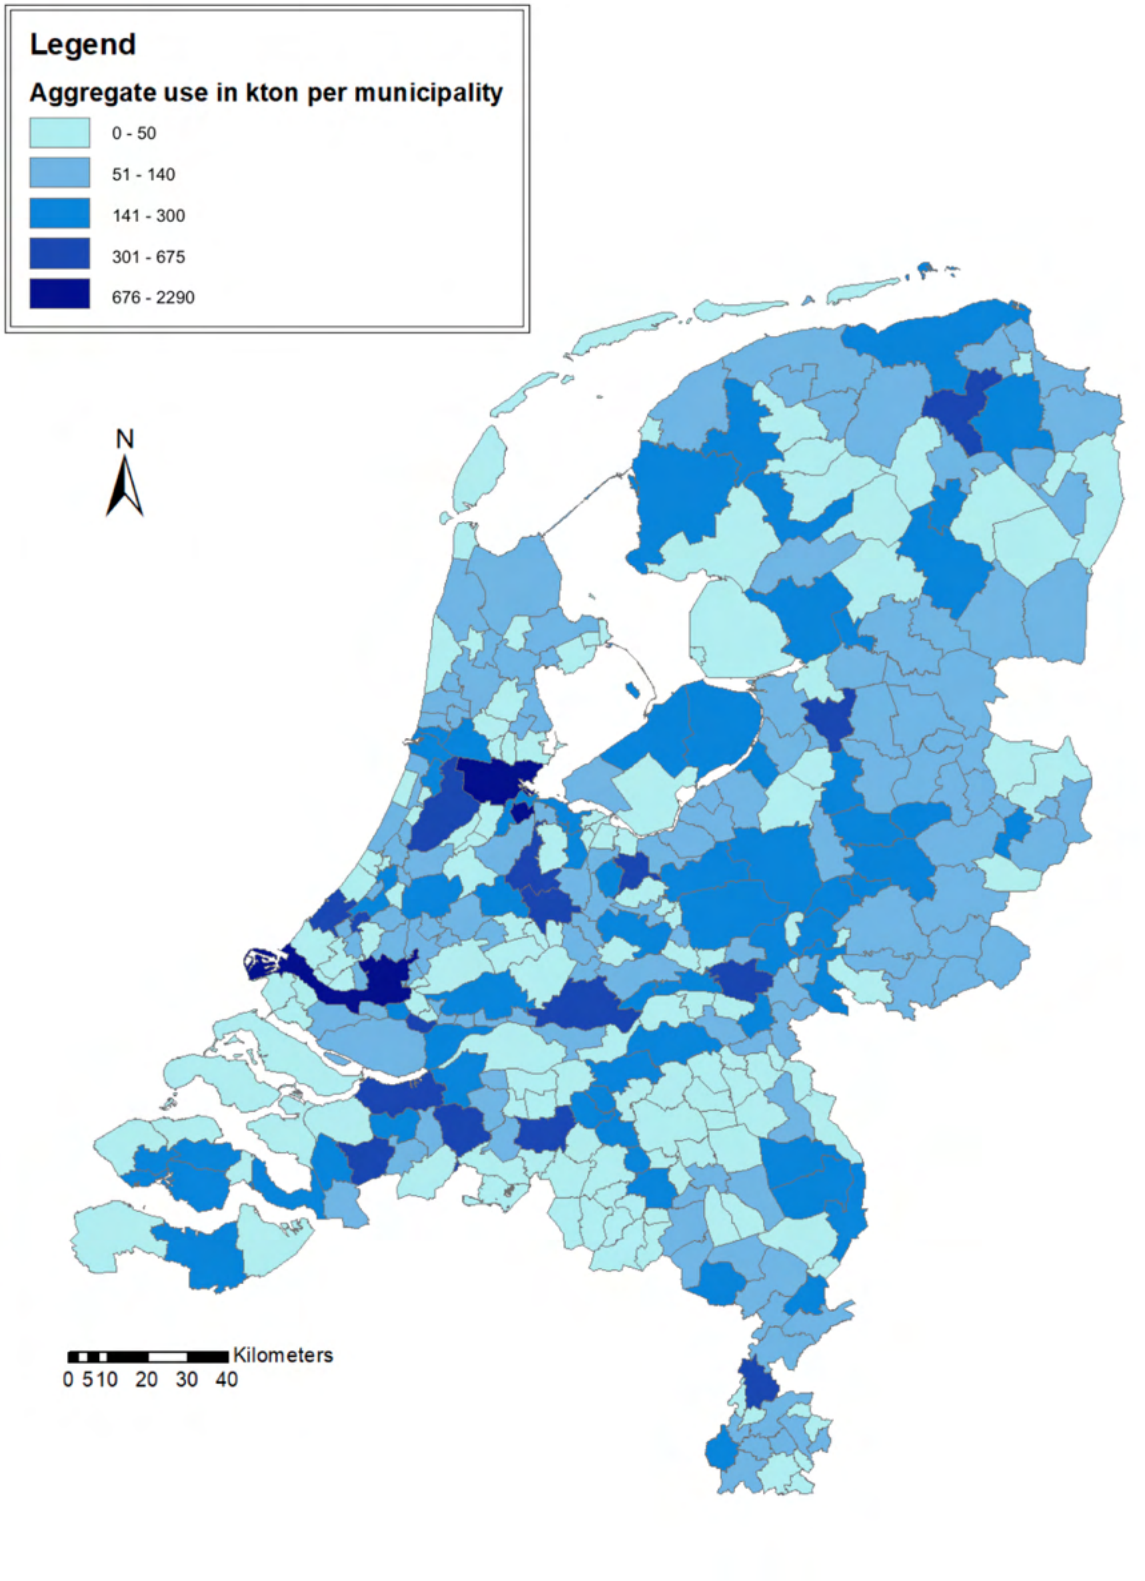 Legend
Aggregate use in kton per municipality
0 - 50
51 - 140
141 - 300
301 - 675
676 - 2290
N
Kilometers
0 5 10 20 30 40